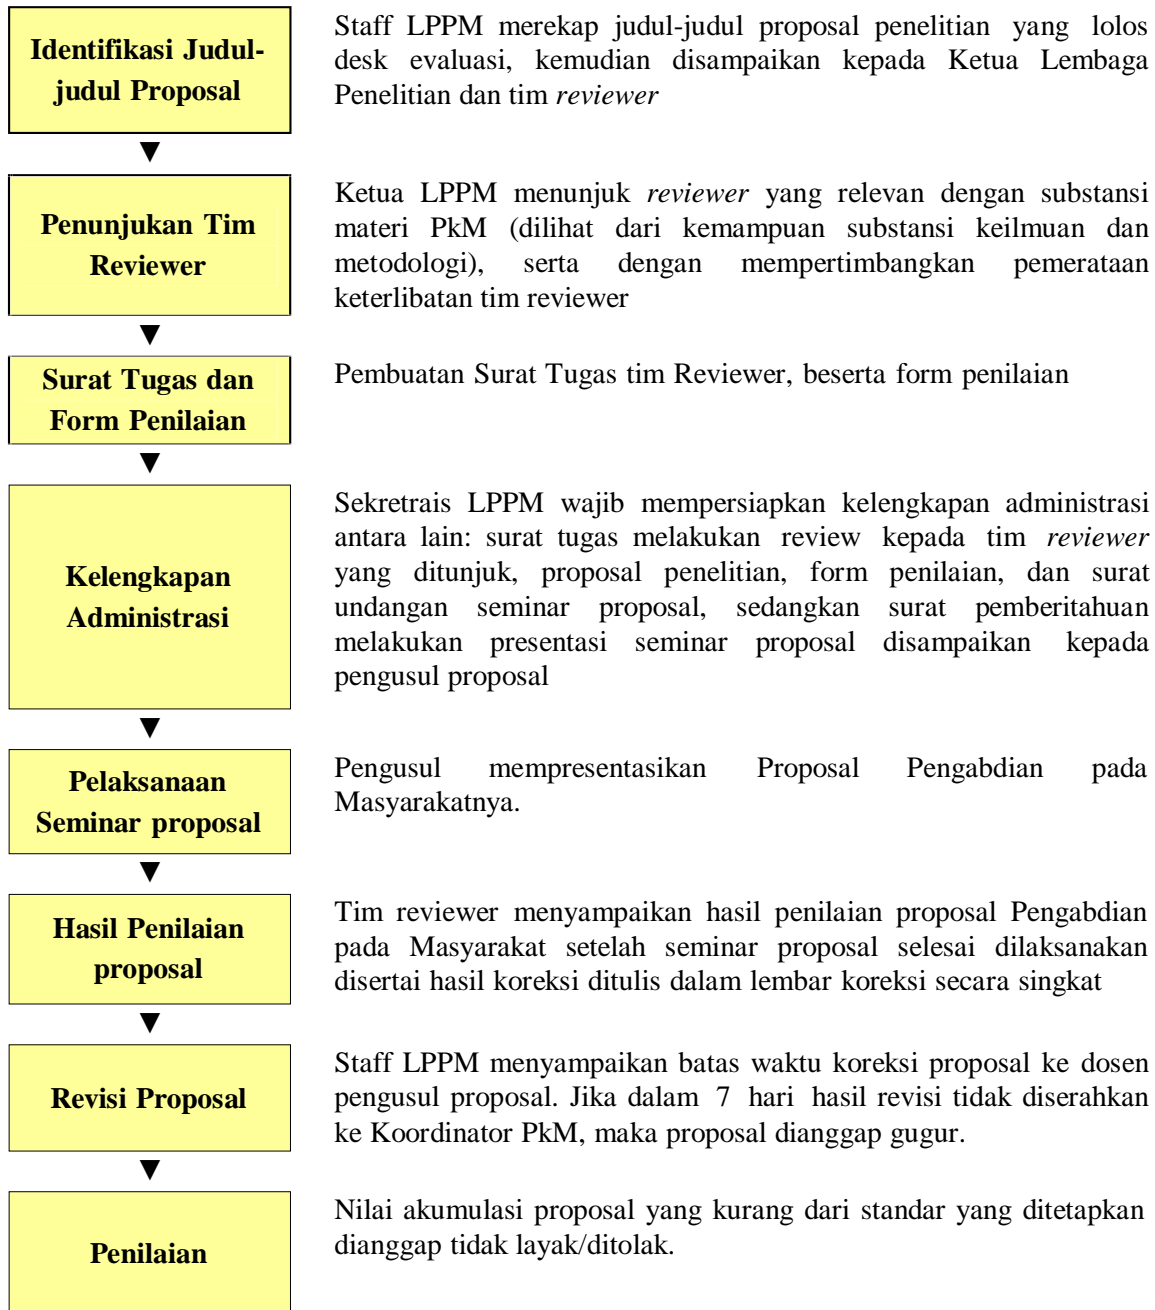 Identifikasi Judul-
judul Proposal
Staff LPPM merekap judul-judul proposal penelitian yang lolos
desk evaluasi, kemudian disampaikan kepada Ketua Lembaga
Penelitian dan tim reviewer
Penunjukan Tim
Reviewer
Ketua LPPM menunjuk reviewer yang relevan dengan substansi
materi PkM (dilihat dari kemampuan substansi keilmuan dan
metodologi), serta dengan mempertimbangkan pemerataan
keterlibatan tim reviewer
Surat Tugas dan
Form Penilaian
Pembuatan Surat Tugas tim Reviewer, beserta form penilaian
Kelengkapan
Administrasi
Sekretrais LPPM wajib mempersiapkan kelengkapan administrasi
antara lain: surat tugas melakukan review kepada tim reviewer
yang ditunjuk, proposal penelitian, form penilaian, dan surat
undangan seminar proposal, sedangkan surat pemberitahuan
melakukan presentasi seminar proposal disampaikan kepada
pengusul proposal
Pelaksanaan
Seminar proposal
Pengusul mempresentasikan Proposal Pengabdian pada
Masyarakatnya.
Hasil Penilaian
proposal
Tim reviewer menyampaikan hasil penilaian proposal Pengabdian
pada Masyarakat setelah seminar proposal selesai dilaksanakan
disertai hasil koreksi ditulis dalam lembar koreksi secara singkat
Revisi Proposal
Staff LPPM menyampaikan batas waktu koreksi proposal ke dosen
pengusul proposal. Jika dalam 7 hari hasil revisi tidak diserahkan
ke Koordinator PkM, maka proposal dianggap gugur.
Penilaian
Nilai akumulasi proposal yang kurang dari standar yang ditetapkan
dianggap tidak layak/ditolak.